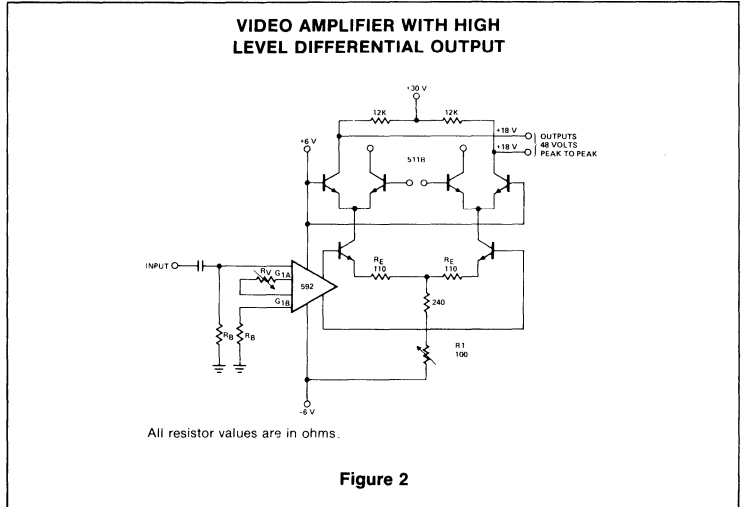 VIDEO AMPLIFIER WITH HIGH
LEVEL DIFFERENTIAL OUTPUT
+30 V
12K 12K
+6 V
+18 V
+18 V
OUTPUTS
48 VOLTS
PEAK TO PEAK
511B
INPUT
RV
G1A
592
G1B
RE
110
RE
110
240
R1
100
RB
RB
-6 V
All resistor values are in ohms.
Figure 2